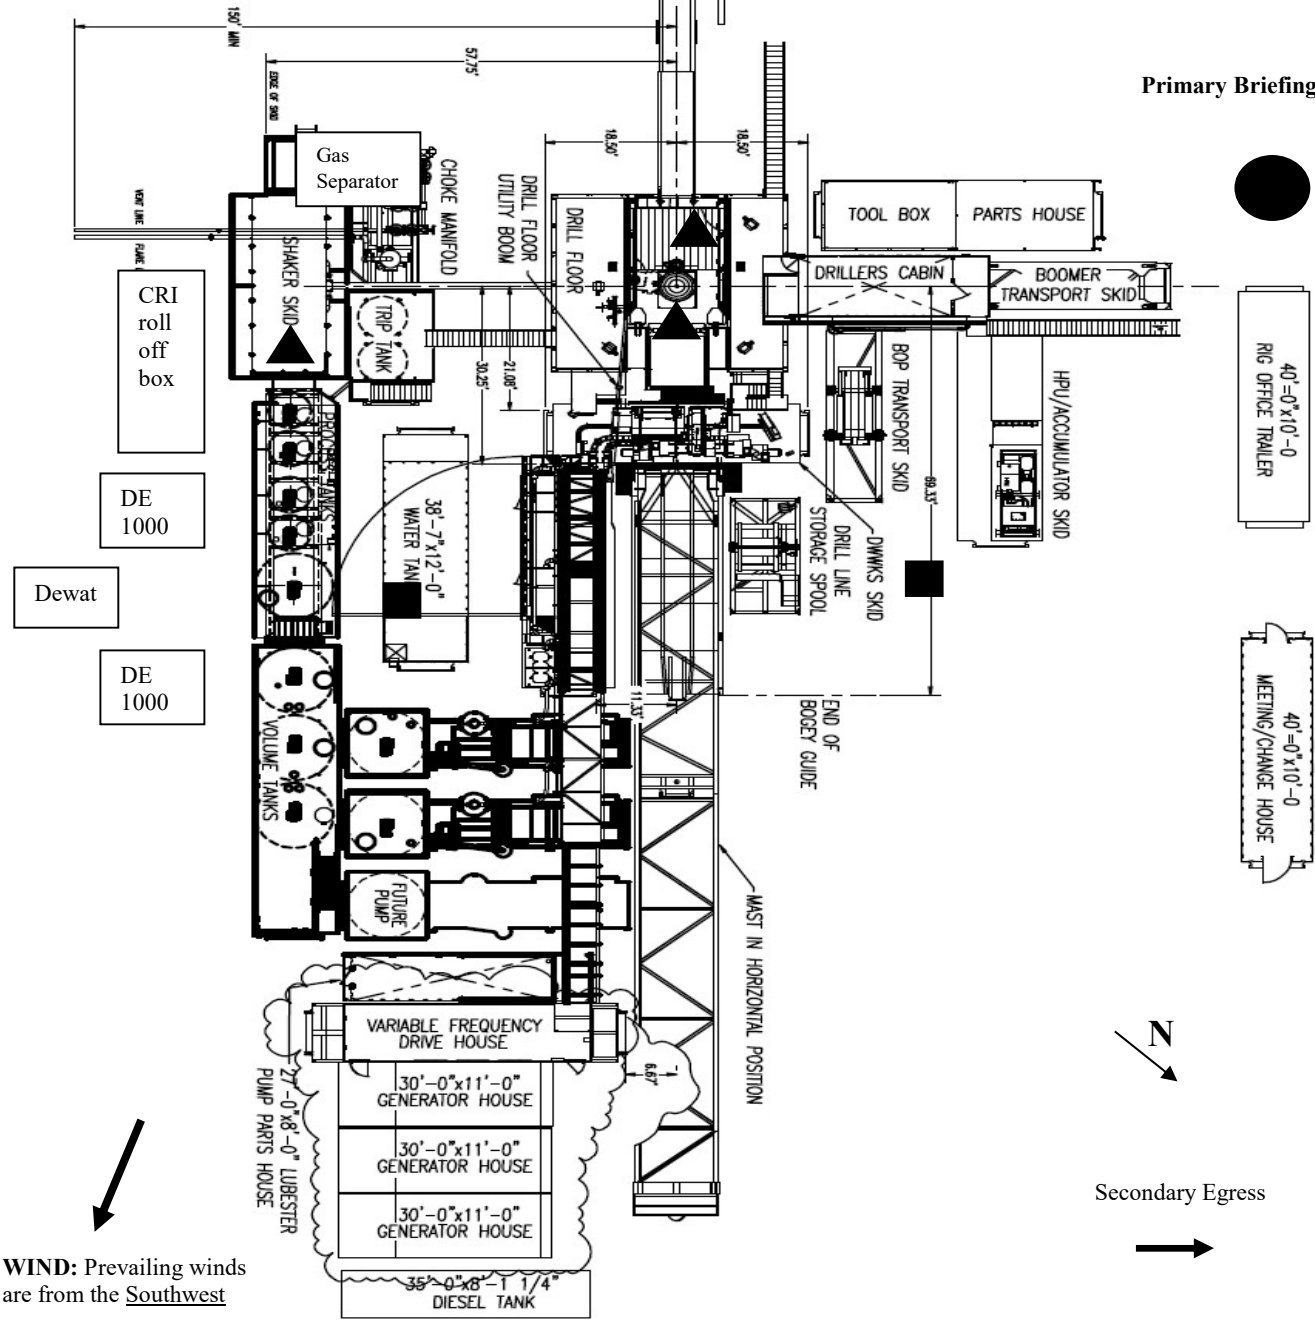 150' MIN
57.75'
EDGE OF SKID
Primary Briefing
18.50'
18.50'
Gas
Separator
CHOKE MANIFOLD
DRILL FLOOR
UTILITY BOOM
DRILL FLOOR
TOOL BOX
PARTS HOUSE
VENT LINE
FLARE L
SHAKER SKID
DRILLERS CABIN
BOOMER
TRANSPORT SKID
CRI
roll
off
box
TRIP TANK
30.25'
21.08'
BOP TRANSPORT SKID
HPU/ACCUMULATOR SKID
40'=0"x10'-0
RIG OFFICE TRAILER
PROCESS TANKS
DE
1000
38'-7"x12'-0"
WATER TAN
DRILL LINE
STORAGE SPOOL
DWWKS SKID
69.33'
Dewat
DE
1000
VOLUME TANKS
11.33'
END OF
BOGEY GUIDE
40'=0"x10'-0
MEETING/CHANGE HOUSE
FUTURE
PUMP
MAST IN HORIZONTAL POSITION
VARIABLE FREQUENCY
DRIVE HOUSE
6.67'
N
30'-0"x11'-0"
GENERATOR HOUSE
30'-0"x11'-0"
GENERATOR HOUSE
30'-0"x11'-0"
GENERATOR HOUSE
27'-0"x8'-0" LUBESTER
PUMP PARTS HOUSE
Secondary Egress
WIND: Prevailing winds
are from the Southwest
35'-0"x8'-1 1/4"
DIESEL TANK